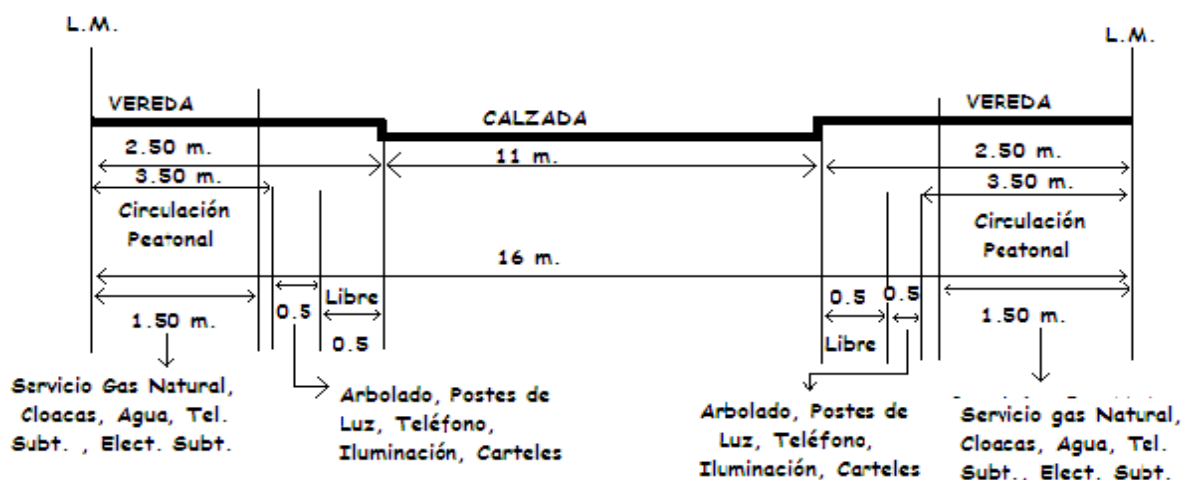 L.M.
L.M.
VEREDA
CALZADA
VEREDA
2.50 m.
11 m.
2.50 m.
3.50 m.
3.50 m.
Circulación
Peatonal
Circulación
Peatonal
16 m.
0.5
Libre
0.5
0.5
0.5
Libre
1.50 m.
1.50 m.
Servicio Gas Natural,
Cloacas, Agua, Tel.
Subt. , Elect. Subt.
Arbolado, Postes de
Luz, Teléfono,
Iluminación, Carteles
Arbolado, Postes de
Luz, Teléfono,
Iluminación, Carteles
Servicio gas Natural,
Cloacas, Agua, Tel.
Subt., Elect. Subt.